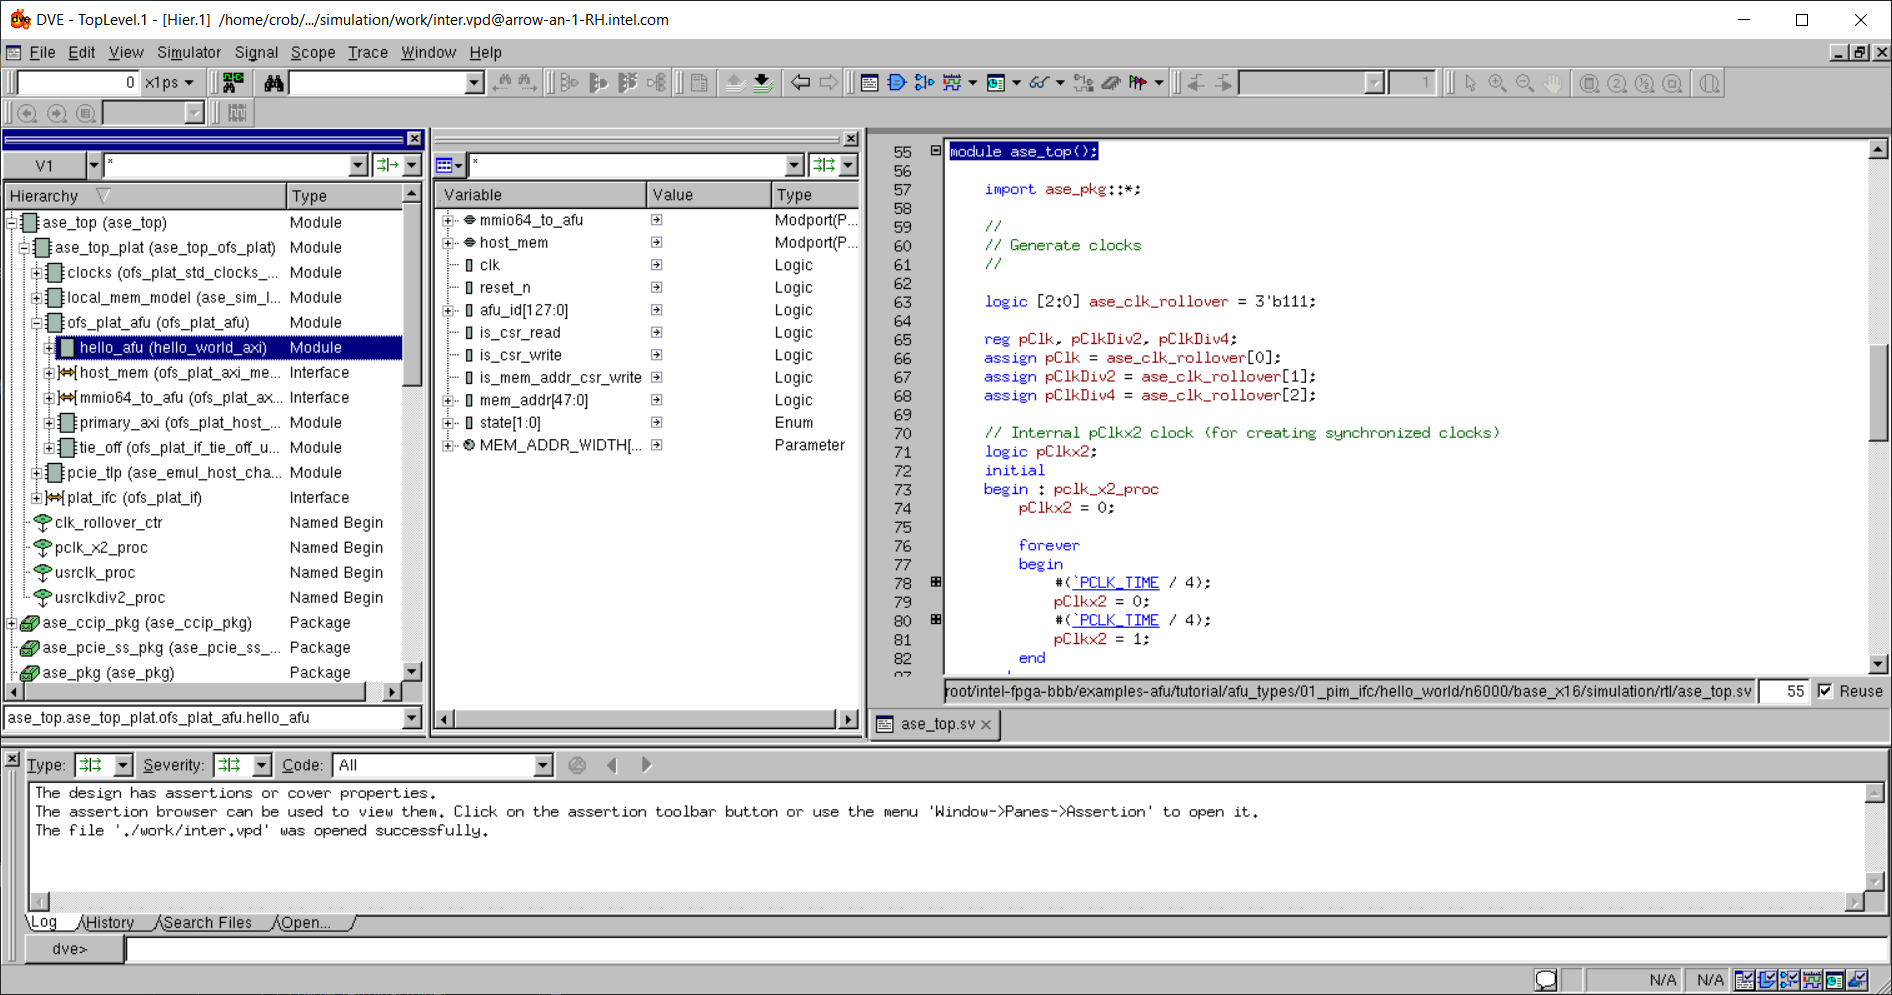 DVE - TopLevel.1 - [Hier.1]  /home/crob/.../simulation/work/inter.vpd@arrow-an-1-RH.intel.com
File Edit View Simulator Signal Scope Trace Window Help
0 x1ps
1
V1 *
Hierarchy Type
ase_top (ase_top) Module
ase_top_plat (ase_top_ofs_plat) Module
clocks (ofs_plat_std_clocks_... Module
local_mem_model (ase_sim_l... Module
ofs_plat_afu (ofs_plat_afu) Module
hello_afu (hello_world_axi) Module
host_mem (ofs_plat_axi_me... Interface
mmio64_to_afu (ofs_plat_ax... Interface
primary_axi (ofs_plat_host_... Module
tie_off (ofs_plat_if_tie_off_u... Module
pcie_tlp (ase_emul_host_cha... Module
plat_ifc (ofs_plat_if) Interface
clk_rollover_ctr Named Begin
pclk_x2_proc Named Begin
usrclk_proc Named Begin
usrclkdiv2_proc Named Begin
ase_ccip_pkg (ase_ccip_pkg) Package
ase_pcie_ss_pkg (ase_pcie_ss_... Package
ase_pkg (ase_pkg) Package
ase_top.ase_top_plat.ofs_plat_afu.hello_afu
*
Variable Value Type
mmio64_to_afu Modport(P...
host_mem Modport(P...
clk Logic
reset_n Logic
afu_id[127:0] Logic
is_csr_read Logic
is_csr_write Logic
is_mem_addr_csr_write Logic
mem_addr[47:0] Logic
state[1:0] Enum
MEM_ADDR_WIDTH[... Parameter
55 module ase_top();
56
57 import ase_pkg::*;
58
59 //
60 // Generate clocks
61 //
62
63 logic [2:0] ase_clk_rollover = 3'b111;
64
65 reg pClk, pClkDiv2, pClkDiv4;
66 assign pClk = ase_clk_rollover[0];
67 assign pClkDiv2 = ase_clk_rollover[1];
68 assign pClkDiv4 = ase_clk_rollover[2];
69
70 // Internal pClkx2 clock (for creating synchronized clocks)
71 logic pClkx2;
72 initial
73 begin : pclk_x2_proc
74 pClkx2 = 0;
75
76 forever
77 begin
78 #(`PCLK_TIME / 4);
79 pClkx2 = 0;
80 #(`PCLK_TIME / 4);
81 pClkx2 = 1;
82 end
root/intel-fpga-bbb/examples-afu/tutorial/afu_types/01_pim_ifc/hello_world/n6000/base_x16/simulation/rtl/ase_top.sv 55 Reuse
ase_top.sv
Type: Severity: Code: All
The design has assertions or cover properties.
The assertion browser can be used to view them. Click on the assertion toolbar button or use the menu 'Window->Panes->Assertion' to open it.
The file './work/inter.vpd' was opened successfully.
Log History Search Files Open...
dve>
N/A N/A